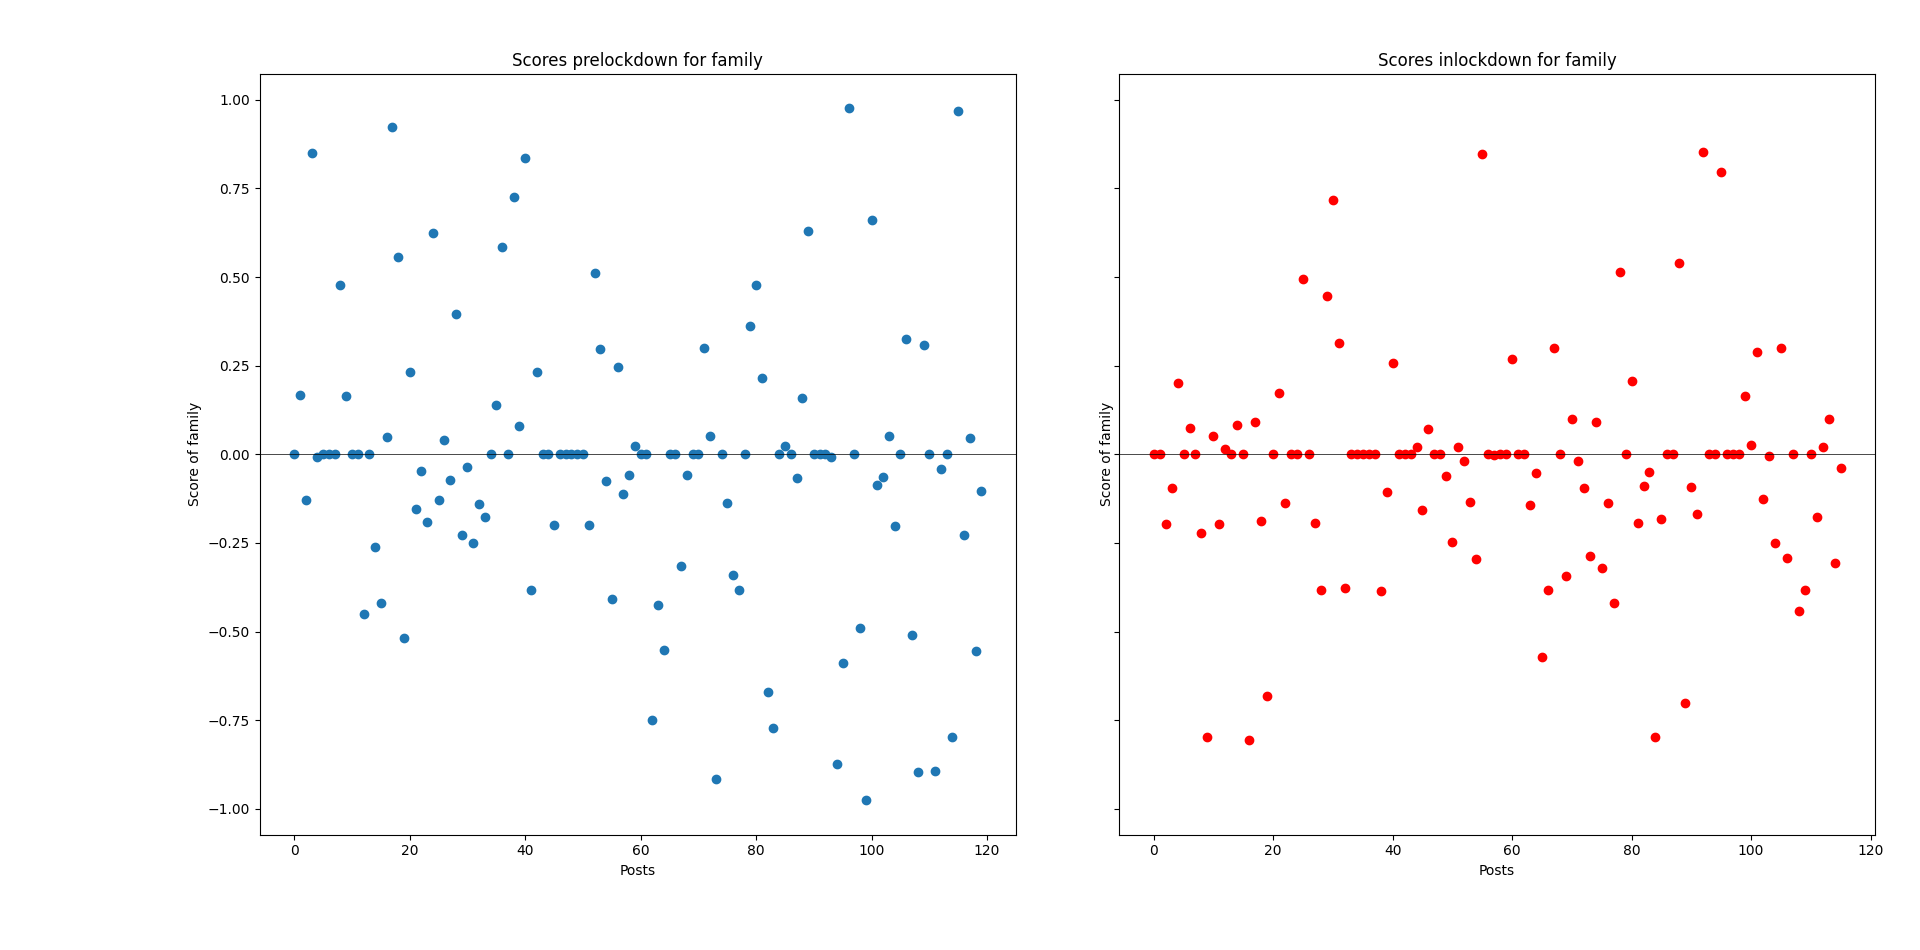 Scores prelockdown for family
Score of family
1.00
0.75
0.50
0.25
0.00
−0.25
−0.50
−0.75
−1.00
0 20 40 60 80 100 120
Posts
Scores inlockdown for family
Score of family
0 20 40 60 80 100 120
Posts